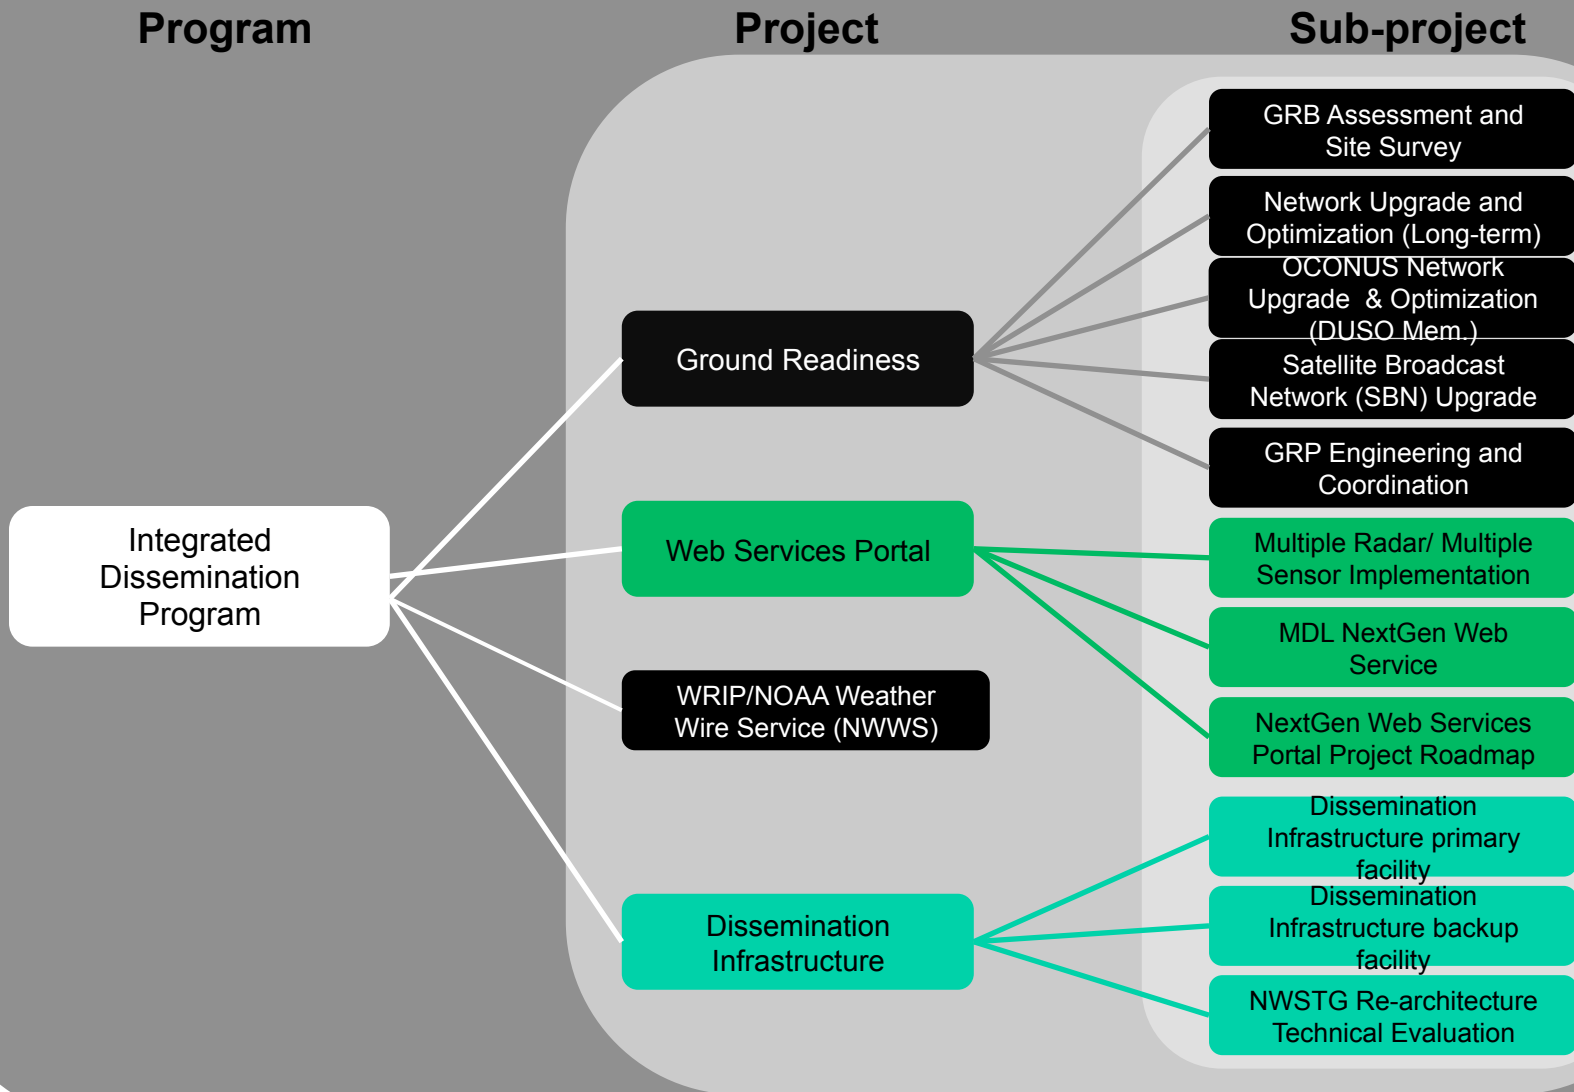 Program
Project
Sub-project
Integrated
Dissemination
Program
Ground Readiness
Web Services Portal
WRIP/NOAA Weather
Wire Service (NWWS)
Dissemination
Infrastructure
GRB Assessment and
Site Survey
Network Upgrade and
Optimization (Long-term)
OCONUS Network
Upgrade & Optimization
(DUSO Mem.)
Satellite Broadcast
Network (SBN) Upgrade
GRP Engineering and
Coordination
Multiple Radar/ Multiple
Sensor Implementation
MDL NextGen Web
Service
NextGen Web Services
Portal Project Roadmap
Dissemination
Infrastructure primary
facility
Dissemination
Infrastructure backup
facility
NWSTG Re-architecture
Technical Evaluation